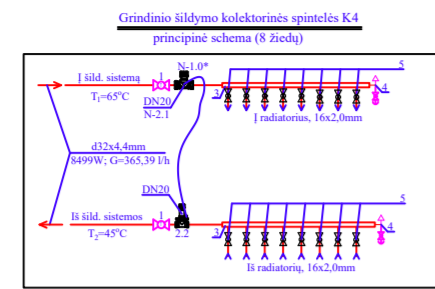 Grindinio šildymo kolektorinės spintelės K4
principinė schema (8 žiedų)
N-1.0*
5
Į šild. sistemą
1
T₁=65°C
DN20
N-2.1
3
4
Į radiatorius, 16x2,0mm
d32x4,4mm
8499W; G=365,39 l/h
DN20
5
Iš šild. sistemos
1
T₂=45°C
2.2
3
4
Iš radiatorių, 16x2,0mm